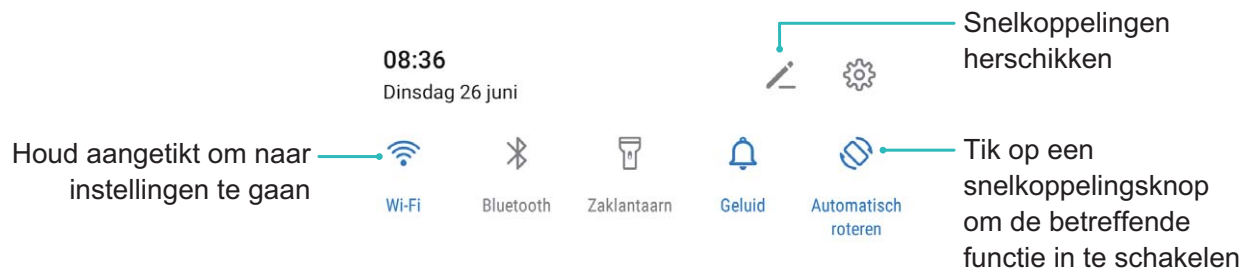 Snelkoppelingen
herschikken
08:36
Dinsdag 26 juni
Houd aangetikt om naar
instellingen te gaan
Wi-Fi
Bluetooth
Zaklantaarn
Geluid
Automatisch
roteren
Tik op een
snelkoppelingsknop
om de betreffende
functie in te schakelen